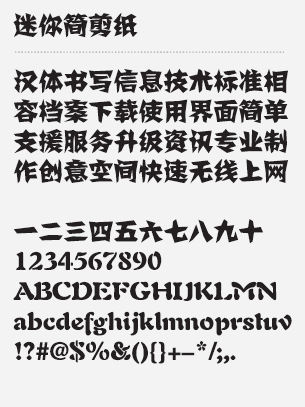 迷你简剪纸
汉体书写信息技术标准相
容档案下载使用界面简单
支援服务升级资讯专业制
作创意空间快速无线上网
一二三四五六七八九十
1234567890
ABCDEFGHIJKLMN
abcdefghijklmnoprstuv
!?#@$%&(){}+−*/;,.